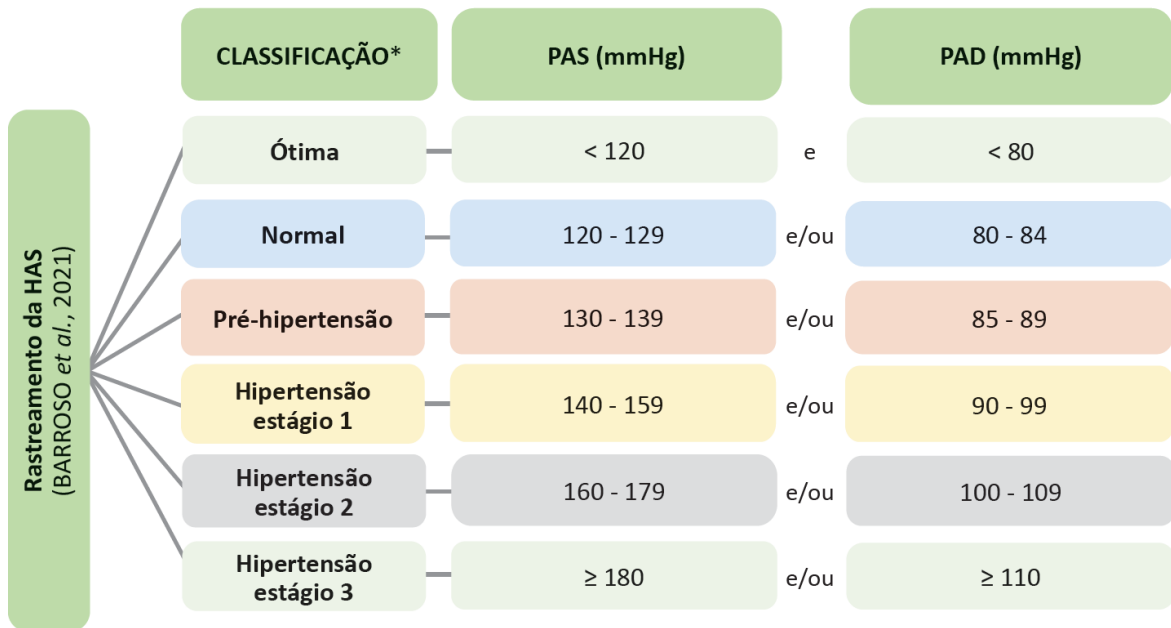 CLASSIFICAÇÃO* PAS (mmHg) PAD (mmHg)
Rastreamento da HAS
(BARROSO et al., 2021)
Ótima < 120 e < 80
Normal 120 - 129 e/ou 80 - 84
Pré-hipertensão 130 - 139 e/ou 85 - 89
Hipertensão
estágio 1 140 - 159 e/ou 90 - 99
Hipertensão
estágio 2 160 - 179 e/ou 100 - 109
Hipertensão
estágio 3 ≥ 180 e/ou ≥ 110